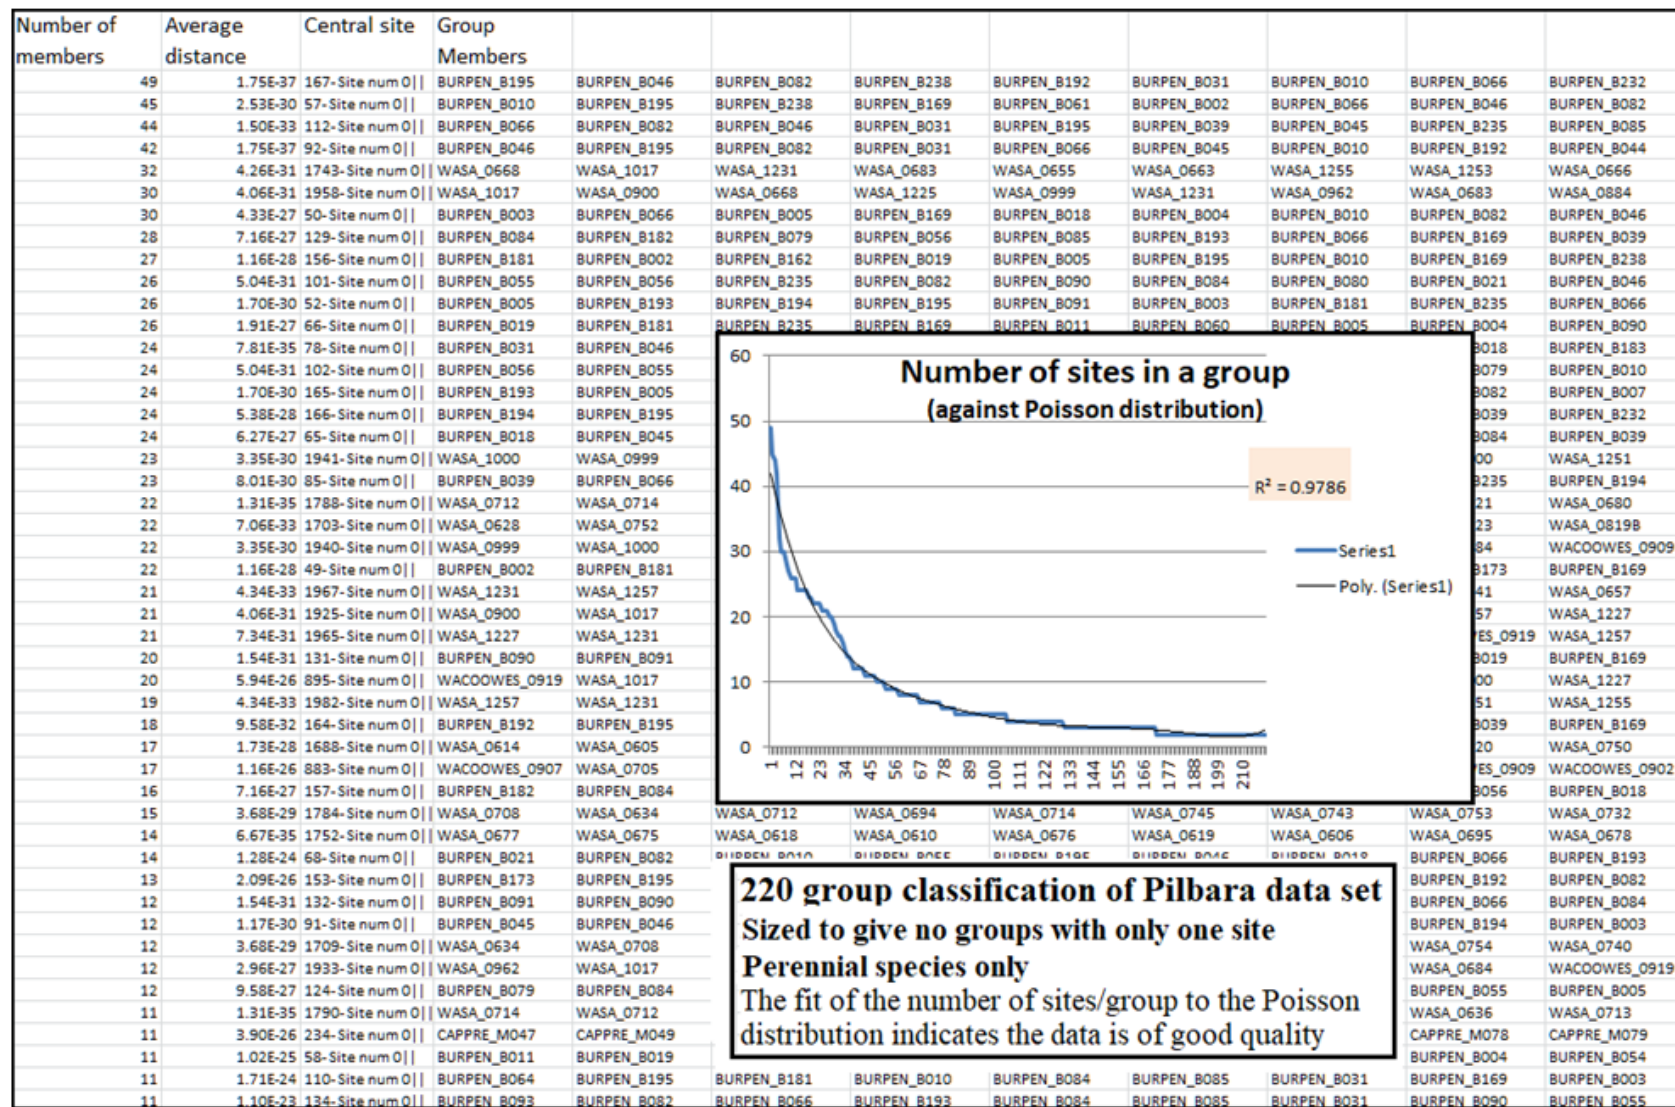 Number of members Average distance Central site Group Members
49 1.75E-37 167-Site num 0|| BURPEN_B195 BURPEN_B046 BURPEN_B082 BURPEN_B238 BURPEN_B192 BURPEN_B031 BURPEN_B010 BURPEN_B066 BURPEN_B232
45 2.53E-30 57-Site num 0|| BURPEN_B010 BURPEN_B195 BURPEN_B238 BURPEN_B169 BURPEN_B061 BURPEN_B002 BURPEN_B066 BURPEN_B046 BURPEN_B082
44 1.50E-33 112-Site num 0|| BURPEN_B066 BURPEN_B082 BURPEN_B046 BURPEN_B031 BURPEN_B195 BURPEN_B039 BURPEN_B045 BURPEN_B235 BURPEN_B085
42 1.75E-37 92-Site num 0|| BURPEN_B046 BURPEN_B195 BURPEN_B082 BURPEN_B031 BURPEN_B066 BURPEN_B045 BURPEN_B010 BURPEN_B192 BURPEN_B044
32 4.26E-31 1743-Site num 0|| WASA_0668 WASA_1017 WASA_1231 WASA_0683 WASA_0655 WASA_0663 WASA_1255 WASA_1253 WASA_0666
30 4.06E-31 1958-Site num 0|| WASA_1017 WASA_0900 WASA_0668 WASA_1225 WASA_0999 WASA_1231 WASA_0962 WASA_0683 WASA_0884
30 4.33E-27 50-Site num 0|| BURPEN_B003 BURPEN_B066 BURPEN_B005 BURPEN_B169 BURPEN_B018 BURPEN_B004 BURPEN_B010 BURPEN_B082 BURPEN_B046
28 7.16E-27 129-Site num 0|| BURPEN_B084 BURPEN_B182 BURPEN_B079 BURPEN_B056 BURPEN_B085 BURPEN_B193 BURPEN_B066 BURPEN_B169 BURPEN_B039
27 1.16E-28 156-Site num 0|| BURPEN_B181 BURPEN_B002 BURPEN_B162 BURPEN_B019 BURPEN_B005 BURPEN_B195 BURPEN_B010 BURPEN_B169 BURPEN_B238
26 5.04E-31 101-Site num 0|| BURPEN_B055 BURPEN_B056 BURPEN_B235 BURPEN_B082 BURPEN_B090 BURPEN_B084 BURPEN_B080 BURPEN_B021 BURPEN_B046
26 1.70E-30 52-Site num 0|| BURPEN_B005 BURPEN_B193 BURPEN_B194 BURPEN_B195 BURPEN_B091 BURPEN_B003 BURPEN_B181 BURPEN_B235 BURPEN_B066
26 1.91E-27 66-Site num 0|| BURPEN_B019 BURPEN_B181 BURPEN_B235 BURPEN_B169 BURPEN_B011 BURPEN_B060 BURPEN_B005 BURPEN_B004 BURPEN_B090
24 7.81E-35 78-Site num 0|| BURPEN_B031 BURPEN_B046 BURPEN_B183
24 5.04E-31 102-Site num 0|| BURPEN_B056 BURPEN_B055 BURPEN_B010
24 1.70E-30 165-Site num 0|| BURPEN_B193 BURPEN_B005 BURPEN_B007
24 5.38E-28 166-Site num 0|| BURPEN_B194 BURPEN_B195 BURPEN_B232
24 6.27E-27 65-Site num 0|| BURPEN_B018 BURPEN_B045 BURPEN_B039
23 3.35E-30 1941-Site num 0|| WASA_1000 WASA_0999 WASA_1251
23 8.01E-30 85-Site num 0|| BURPEN_B039 BURPEN_B066 BURPEN_B194
22 1.31E-35 1788-Site num 0|| WASA_0712 WASA_0714 WASA_0680
22 7.06E-33 1703-Site num 0|| WASA_0628 WASA_0752 WASA_0819B
22 3.35E-30 1940-Site num 0|| WASA_0999 WASA_1000 WACOOWES_0909
22 1.16E-28 49-Site num 0|| BURPEN_B002 BURPEN_B181 BURPEN_B169
21 4.34E-33 1967-Site num 0|| WASA_1231 WASA_1257 WASA_0657
21 4.06E-31 1925-Site num 0|| WASA_0900 WASA_1017 WASA_1227
21 7.34E-31 1965-Site num 0|| WASA_1227 WASA_1231 WASA_1257
20 1.54E-31 131-Site num 0|| BURPEN_B090 BURPEN_B091 BURPEN_B169
20 5.94E-26 895-Site num 0|| WACOOWES_0919 WASA_1017 WASA_1227
19 4.34E-33 1982-Site num 0|| WASA_1257 WASA_1231 WASA_1255
18 9.58E-32 164-Site num 0|| BURPEN_B192 BURPEN_B195 BURPEN_B169
17 1.73E-28 1688-Site num 0|| WASA_0614 WASA_0605 WASA_0750
17 1.16E-26 883-Site num 0|| WACOOWES_0907 WASA_0705 WACOOWES_0902
16 7.16E-27 157-Site num 0|| BURPEN_B182 BURPEN_B084 BURPEN_B018
15 3.68E-29 1784-Site num 0|| WASA_0708 WASA_0634 WASA_0712 WASA_0694 WASA_0714 WASA_0745 WASA_0743 WASA_0753 WASA_0732
14 6.67E-35 1752-Site num 0|| WASA_0677 WASA_0675 WASA_0618 WASA_0610 WASA_0676 WASA_0619 WASA_0606 WASA_0695 WASA_0678
14 1.28E-24 68-Site num 0|| BURPEN_B021 BURPEN_B082 BURPEN_B066 BURPEN_B193
13 2.09E-26 153-Site num 0|| BURPEN_B173 BURPEN_B195 BURPEN_B192 BURPEN_B082
12 1.54E-31 132-Site num 0|| BURPEN_B091 BURPEN_B090 BURPEN_B066 BURPEN_B084
12 1.17E-30 91-Site num 0|| BURPEN_B045 BURPEN_B046 BURPEN_B194 BURPEN_B003
12 3.68E-29 1709-Site num 0|| WASA_0634 WASA_0708 WASA_0754 WASA_0740
12 2.96E-27 1933-Site num 0|| WASA_0962 WASA_1017 WASA_0684 WACOOWES_0919
12 9.58E-27 124-Site num 0|| BURPEN_B079 BURPEN_B084 BURPEN_B055 BURPEN_B005
11 1.31E-35 1790-Site num 0|| WASA_0714 WASA_0712 WASA_0636 WASA_0713
11 3.90E-26 234-Site num 0|| CAPPRE_M047 CAPPRE_M049 CAPPRE_M078 CAPPRE_M079
11 1.02E-25 58-Site num 0|| BURPEN_B011 BURPEN_B019 BURPEN_B004 BURPEN_B054
11 1.71E-24 110-Site num 0|| BURPEN_B064 BURPEN_B195 BURPEN_B181 BURPEN_B010 BURPEN_B084 BURPEN_B085 BURPEN_B031 BURPEN_B169 BURPEN_B003
11 1.10E-23 134-Site num 0|| BURPEN_B093 BURPEN_B082 BURPEN_B066 BURPEN_B193 BURPEN_B084 BURPEN_B085 BURPEN_B031 BURPEN_B090 BURPEN_B055
Number of sites in a group
(against Poisson distribution)
60
50
40
30
20
10
0
R² = 0.9786
Series1
Poly. (Series1)
1 12 23 34 45 56 67 78 89 100 111 122 133 144 155 166 177 188 199 210
220 group classification of Pilbara data set
Sized to give no groups with only one site
Perennial species only
The fit of the number of sites/group to the Poisson
distribution indicates the data is of good quality